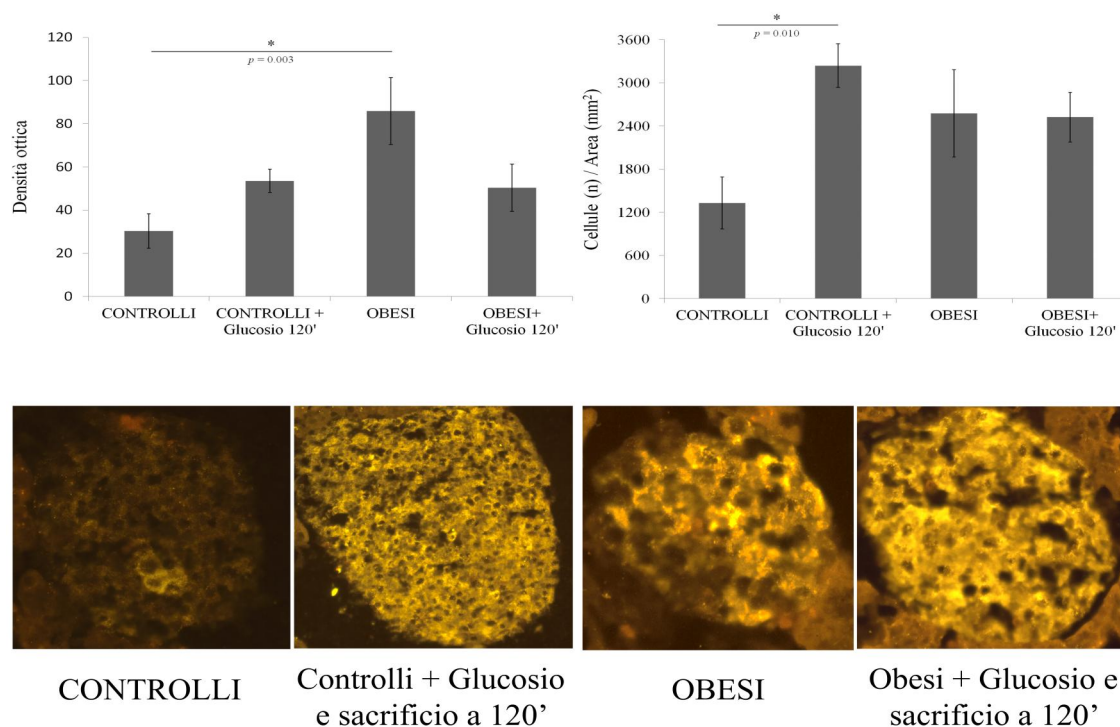 *
p = 0.003
120
100
80
60
40
20
0
Densità ottica
CONTROLLI
CONTROLLI +
Glucosio 120'
OBESI
OBESI+
Glucosio 120'
*
p = 0.010
3600
3000
2400
1800
1200
600
0
Cellule (n) / Area (mm²)
CONTROLLI
CONTROLLI +
Glucosio 120'
OBESI
OBESI+
Glucosio 120'
CONTROLLI
Controlli + Glucosio
e sacrificio a 120’
OBESI
Obesi + Glucosio e
sacrificio a 120’